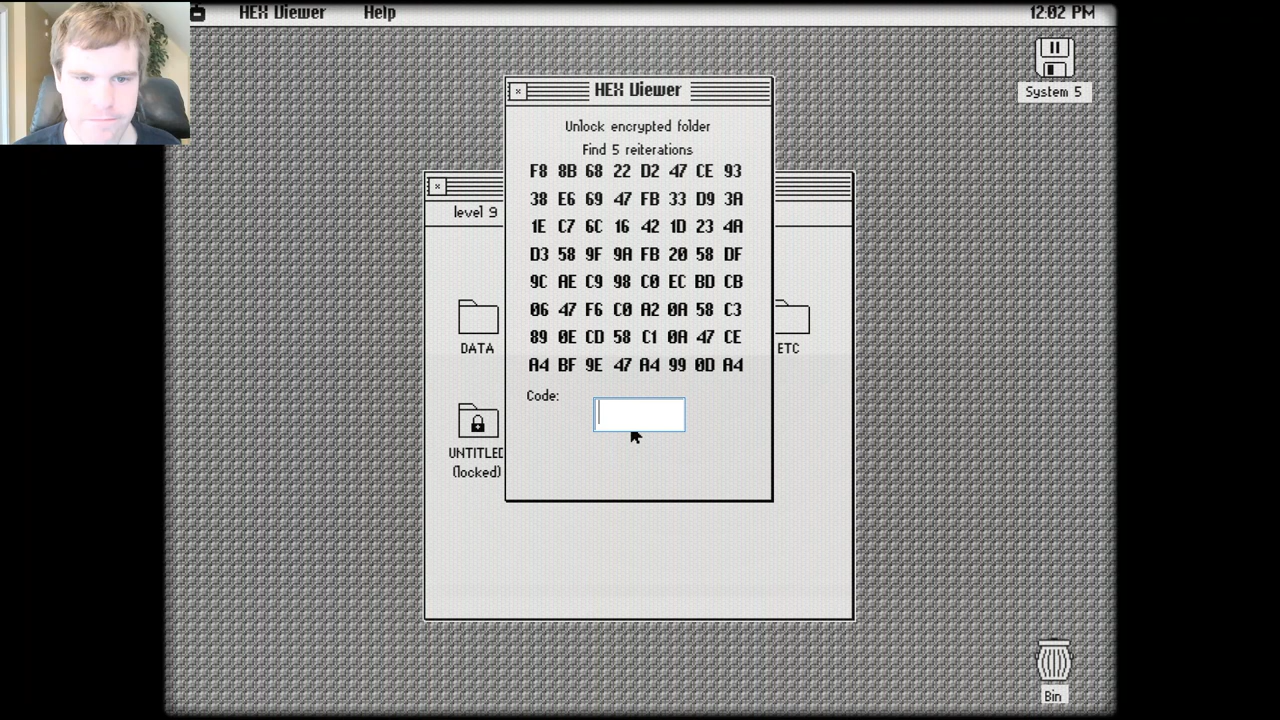 HEX Viewer Help 12:02 PM
System 5
HEX Viewer
Unlock encrypted folder
Find 5 reiterations
F8 8B 68 22 D2 47 CE 93
38 E6 69 47 FB 33 D9 3A
1E C7 6C 16 42 1D 23 4A
D3 58 9F 9A FB 20 58 DF
9C AE C9 98 C0 EC BD CB
06 47 F6 C0 A2 0A 58 C3
89 0E CD 58 C1 0A 47 CE
A4 BF 9E 47 A4 99 0D A4
Code:
level 9
DATA
ETC
UNTITLED
(locked)
Bin